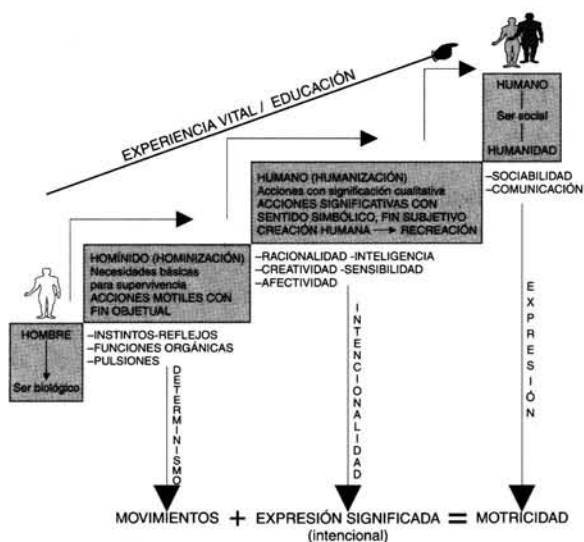 EXPERIENCIA VITAL / EDUCACIÓN
HUMANO
Ser social
HUMANIDAD
–SOCIABILIDAD
–COMUNICACIÓN
HUMANO (HUMANIZACIÓN)
Acciones con significación cualitativa
ACCIONES SIGNIFICATIVAS CON
SENTIDO SIMBÓLICO, FIN SUBJETIVO
CREACIÓN HUMANA → RECREACIÓN
–RACIONALIDAD -INTELIGENCIA
–CREATIVIDAD -SENSIBILIDAD
–AFECTIVIDAD
HOMÍNIDO (HOMINIZACIÓN)
Necesidades básicas
para supervivencia
ACCIONES MOTILES CON
FIN OBJETUAL
HOMBRE
Ser biológico
–INSTINTOS-REFLEJOS
–FUNCIONES ORGÁNICAS
–PULSIONES
DETERMINISMO
INTENCIONALIDAD
EXPRESIÓN
MOVIMIENTOS + EXPRESIÓN SIGNIFICADA = MOTRICIDAD
(intencional)